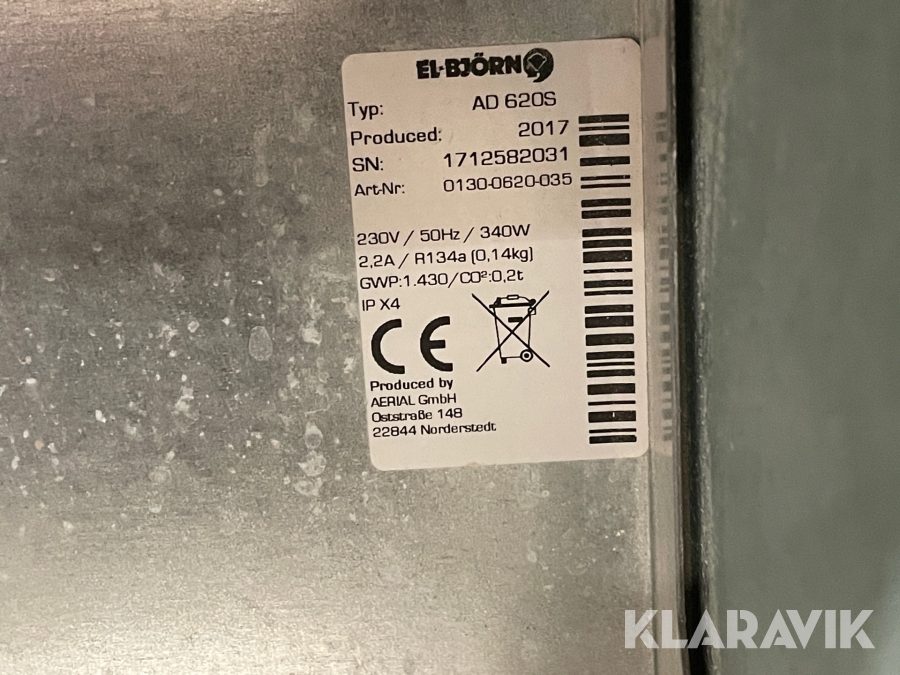 EL-BJÖRN
Typ: AD 620S
Produced: 2017
SN: 1712582031
Art-Nr: 0130-0620-035
230V / 50Hz / 340W
2,2A / R134a (0,14kg)
GWP:1.430/CO²:0,2t
IP X4
CE
Produced by
AERIAL GmbH
Oststraße 148
22844 Norderstedt
KLARAVIK